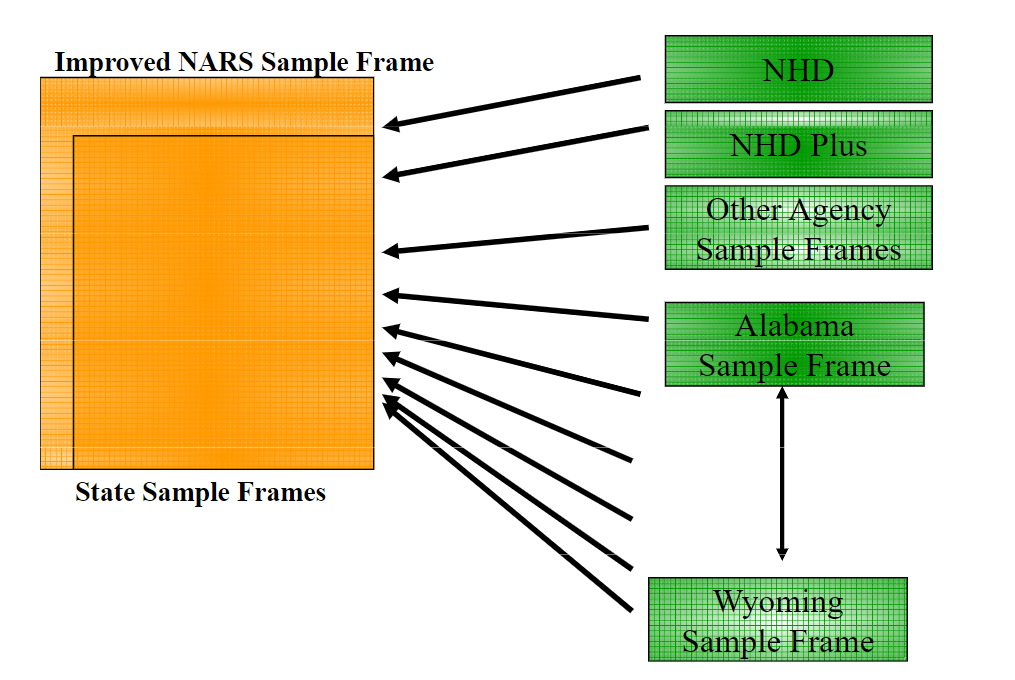 Improved NARS Sample Frame
NHD
NHD Plus
Other Agency
Sample Frames
Alabama
Sample Frame
State Sample Frames
Wyoming
Sample Frame